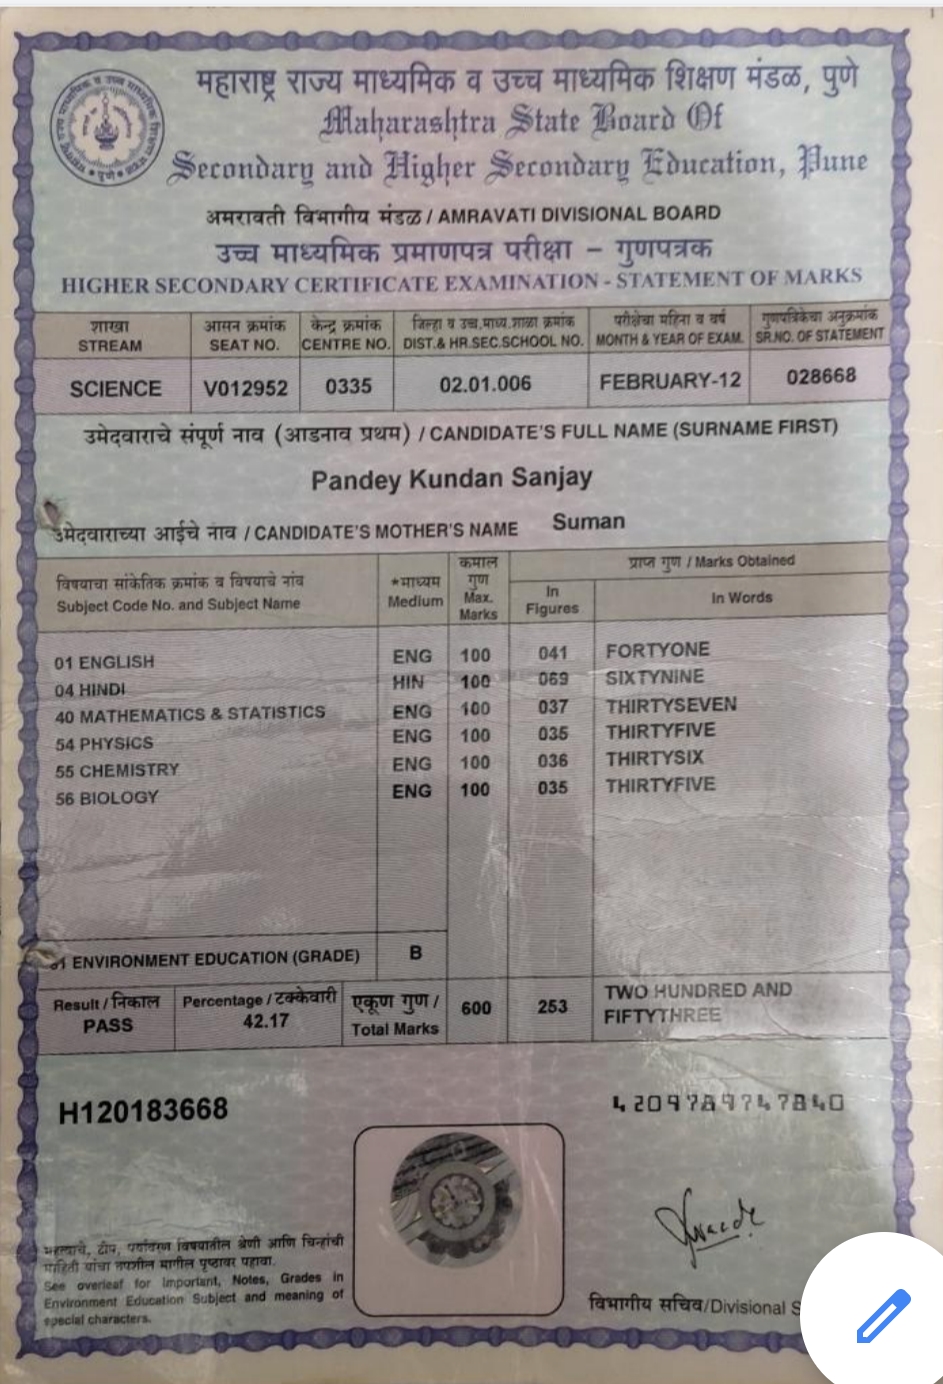 महाराष्ट्र राज्य माध्यमिक व उच्च माध्यमिक शिक्षण मंडळ, पुणे
Maharashtra State Board Of
Secondary and Higher Secondary Education, Pune
अमरावती विभागीय मंडळ / AMRAVATI DIVISIONAL BOARD
उच्च माध्यमिक प्रमाणपत्र परीक्षा – गुणपत्रक
HIGHER SECONDARY CERTIFICATE EXAMINATION - STATEMENT OF MARKS
शाखा आसन क्रमांक केन्द्र क्रमांक जिल्हा व उच्च.माध्य.शाळा क्रमांक परीक्षेचा महिना व वर्ष गुणपत्रिकेचा अनुक्रमांक
STREAM SEAT NO. CENTRE NO. DIST.& HR.SEC.SCHOOL NO. MONTH & YEAR OF EXAM. SR.NO. OF STATEMENT
SCIENCE V012952 0335 02.01.006 FEBRUARY-12 028668
उमेदवाराचे संपूर्ण नाव (आडनाव प्रथम) / CANDIDATE'S FULL NAME (SURNAME FIRST)
Pandey Kundan Sanjay
उमेदवाराच्या आईचे नाव / CANDIDATE'S MOTHER'S NAME Suman
विषयाचा सांकेतिक क्रमांक व विषयाचे नांव
Subject Code No. and Subject Name
*माध्यम
Medium
कमाल
गुण
Max.
Marks
प्राप्त गुण / Marks Obtained
In
Figures
In Words
01 ENGLISH ENG 100 041 FORTYONE
04 HINDI HIN 100 069 SIXTYNINE
40 MATHEMATICS & STATISTICS ENG 100 037 THIRTYSEVEN
54 PHYSICS ENG 100 035 THIRTYFIVE
55 CHEMISTRY ENG 100 036 THIRTYSIX
56 BIOLOGY ENG 100 035 THIRTYFIVE
ENVIRONMENT EDUCATION (GRADE) B
Result / निकाल
PASS
Percentage / टक्केवारी
42.17
एकूण गुण /
Total Marks
600 253 TWO HUNDRED AND
FIFTYTHREE
H120183668
महत्वाचे, टीप, पर्यावरण विषयातील श्रेणी आणि चिन्हांची
माहिती यांचा तपशील मागील पृष्ठावर पहावा.
See overleaf for Important, Notes, Grades in
Environment Education Subject and meaning of
special characters.
विभागीय सचिव/Divisional